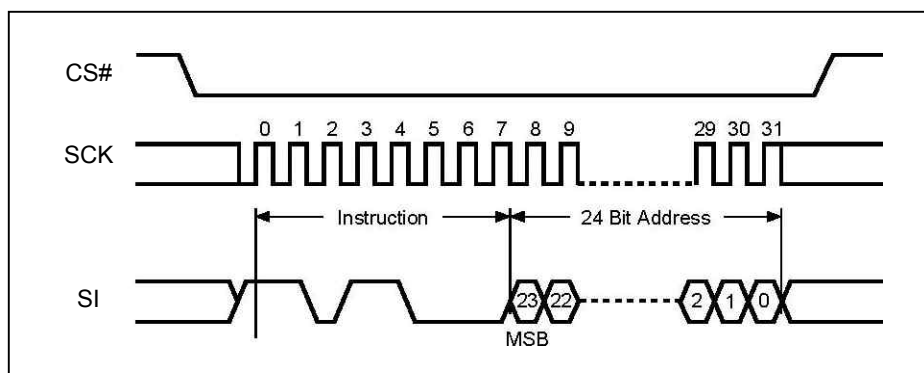 CS#
0 1 2 3 4 5 6 7 8 9 29 30 31
SCK
Instruction 24 Bit Address
SI 23 22 2 1 0
MSB